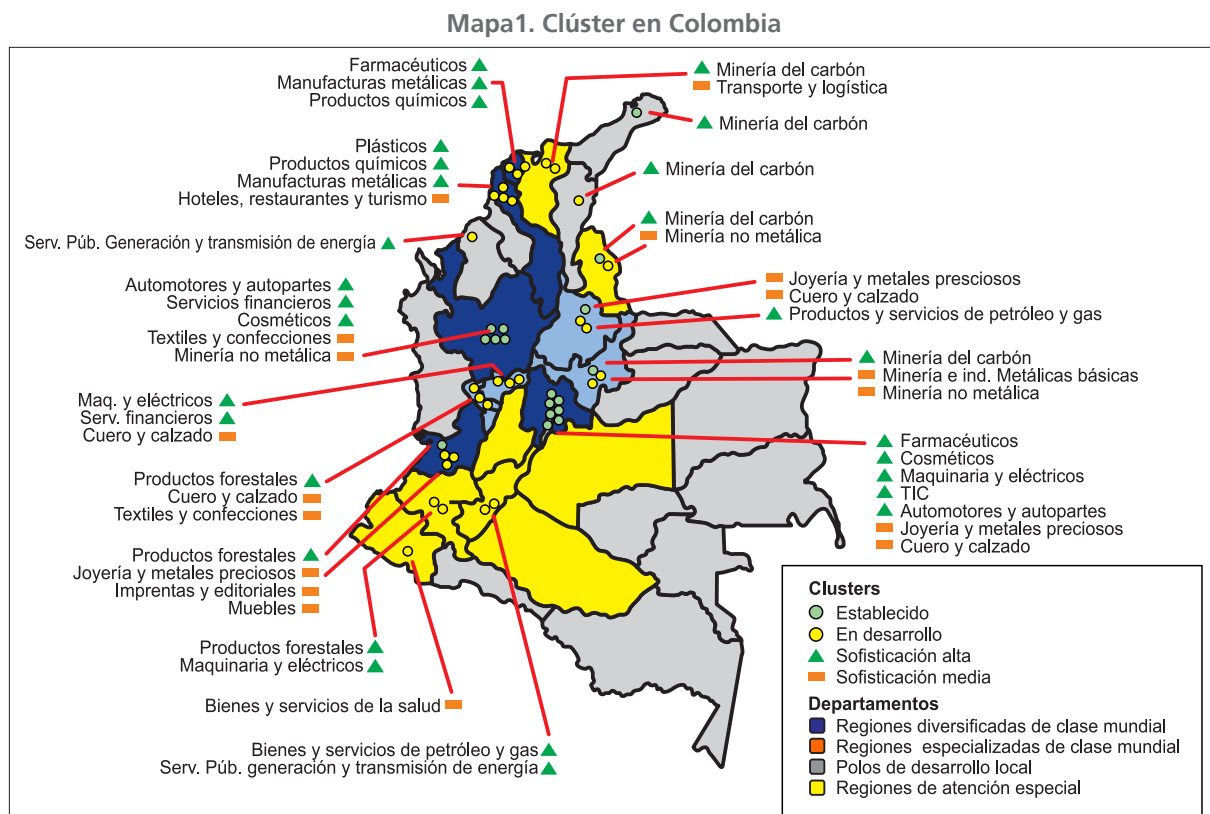 Mapa1. Clúster en Colombia
Farmacéuticos
Manufacturas metálicas
Productos químicos
Plásticos
Productos químicos
Manufacturas metálicas
Hoteles, restaurantes y turismo
Serv. Púb. Generación y transmisión de energía
Automotores y autopartes
Servicios financieros
Cosméticos
Textiles y confecciones
Minería no metálica
Maq. y eléctricos
Serv. financieros
Cuero y calzado
Productos forestales
Cuero y calzado
Textiles y confecciones
Productos forestales
Joyería y metales preciosos
Imprentas y editoriales
Muebles
Productos forestales
Maquinaria y eléctricos
Bienes y servicios de la salud
Bienes y servicios de petróleo y gas
Serv. Púb. generación y transmisión de energía
Minería del carbón
Transporte y logística
Minería del carbón
Minería del carbón
Minería del carbón
Minería no metálica
Joyería y metales presciosos
Cuero y calzado
Productos y servicios de petróleo y gas
Minería del carbón
Minería e ind. Metálicas básicas
Minería no metálica
Farmacéuticos
Cosméticos
Maquinaria y eléctricos
TIC
Automotores y autopartes
Joyería y metales preciosos
Cuero y calzado
Clusters
Establecido
En desarrollo
Sofisticación alta
Sofisticación media
Departamentos
Regiones diversificadas de clase mundial
Regiones especializadas de clase mundial
Polos de desarrollo local
Regiones de atención especial